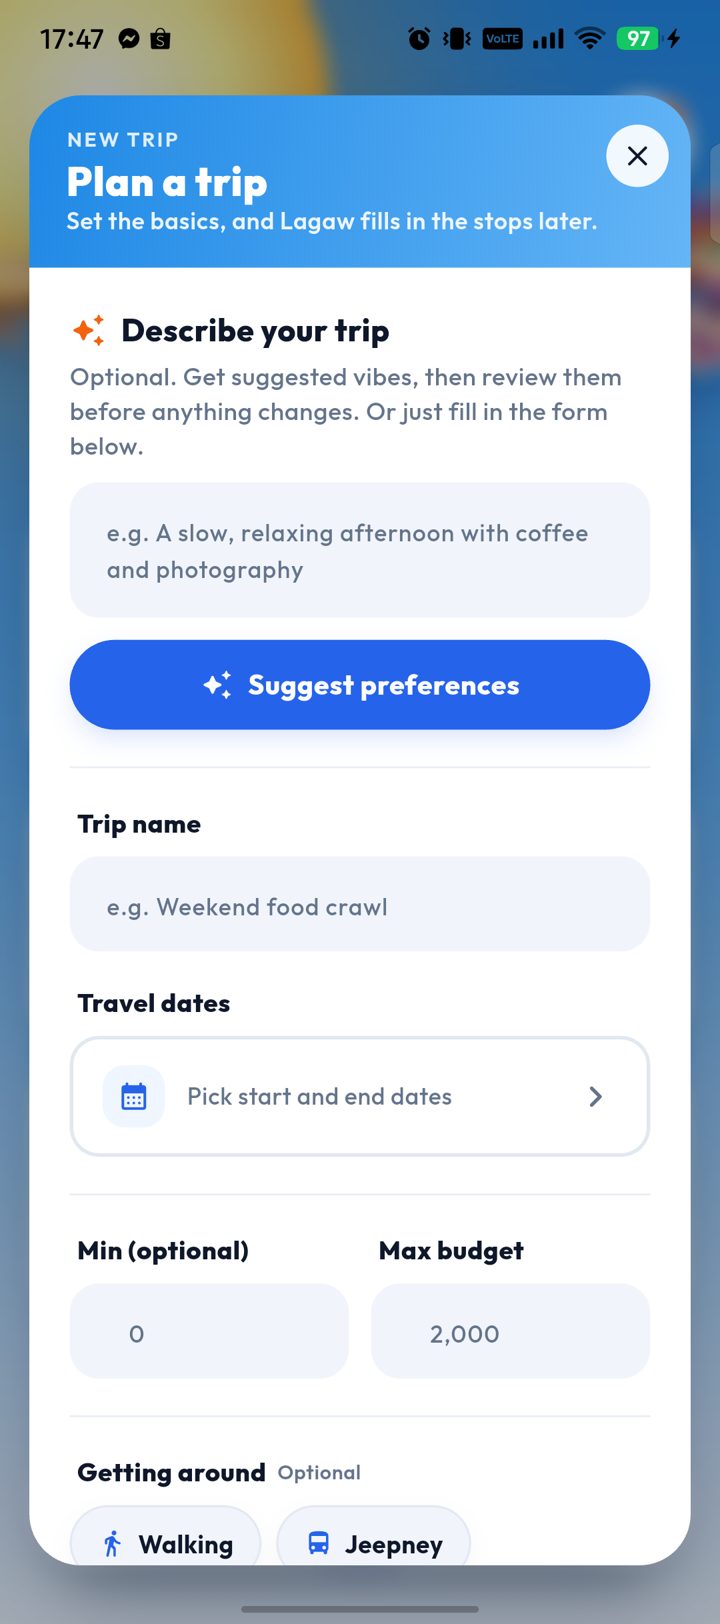 17:47
VoLTE
97
NEW TRIP
Plan a trip
Set the basics, and Lagaw fills in the stops later.
Describe your trip
Optional. Get suggested vibes, then review them
before anything changes. Or just fill in the form
below.
e.g. A slow, relaxing afternoon with coffee
and photography
Suggest preferences
Trip name
e.g. Weekend food crawl
Travel dates
Pick start and end dates
Min (optional) Max budget
0 2,000
Getting around Optional
Walking Jeepney